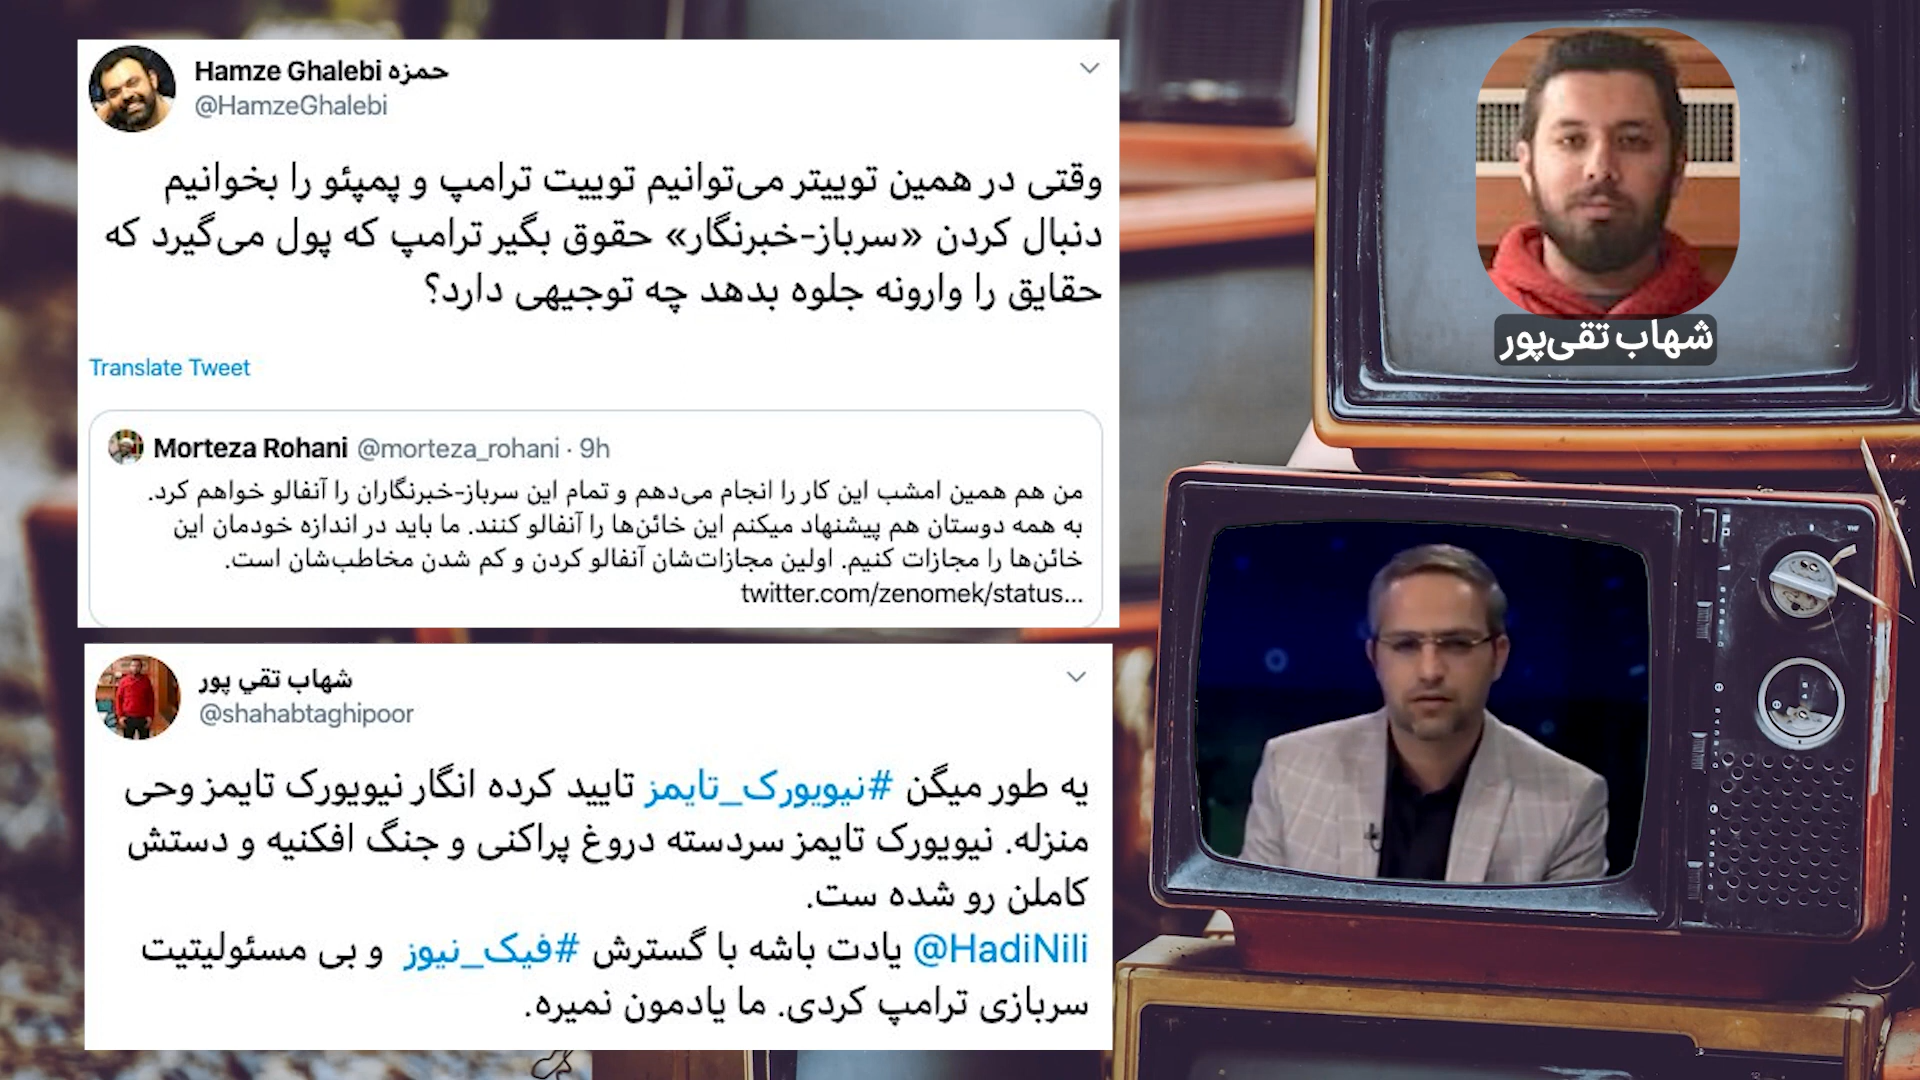 Hamze Ghalebi حمزه
@HamzeGhalebi
وقتی در همین توییتر می‌توانیم توییت ترامپ و پمپئو را بخوانیم
دنبال کردن «سرباز-خبرنگار» حقوق بگیر ترامپ که پول می‌گیرد که
حقایق را وارونه جلوه بدهد چه توجیهی دارد؟
Translate Tweet
Morteza Rohani @morteza_rohani · 9h
من هم همین امشب این کار را انجام می‌دهم و تمام این سرباز-خبرنگاران را آنفالو خواهم کرد.
به همه دوستان هم پیشنهاد میکنم این خائن‌ها را آنفالو کنند. ما باید در اندازه خودمان این
خائن‌ها را مجازات کنیم. اولین مجازات‌شان آنفالو کردن و کم شدن مخاطب‌شان است.
twitter.com/zenomek/status...
شهاب تقي پور
@shahabtaghipoor
یه طور میگن #نیویورک_تایمز تایید کرده انگار نیویورک تایمز وحی
منزله. نیویورک تایمز سردسته دروغ پراکنی و جنگ افکنیه و دستش
کاملن رو شده ست.
@HadiNili یادت باشه با گسترش #فیک_نیوز و بی مسئولیتیت
سربازی ترامپ کردی. ما یادمون نمیره.
شهاب تقی‌پور